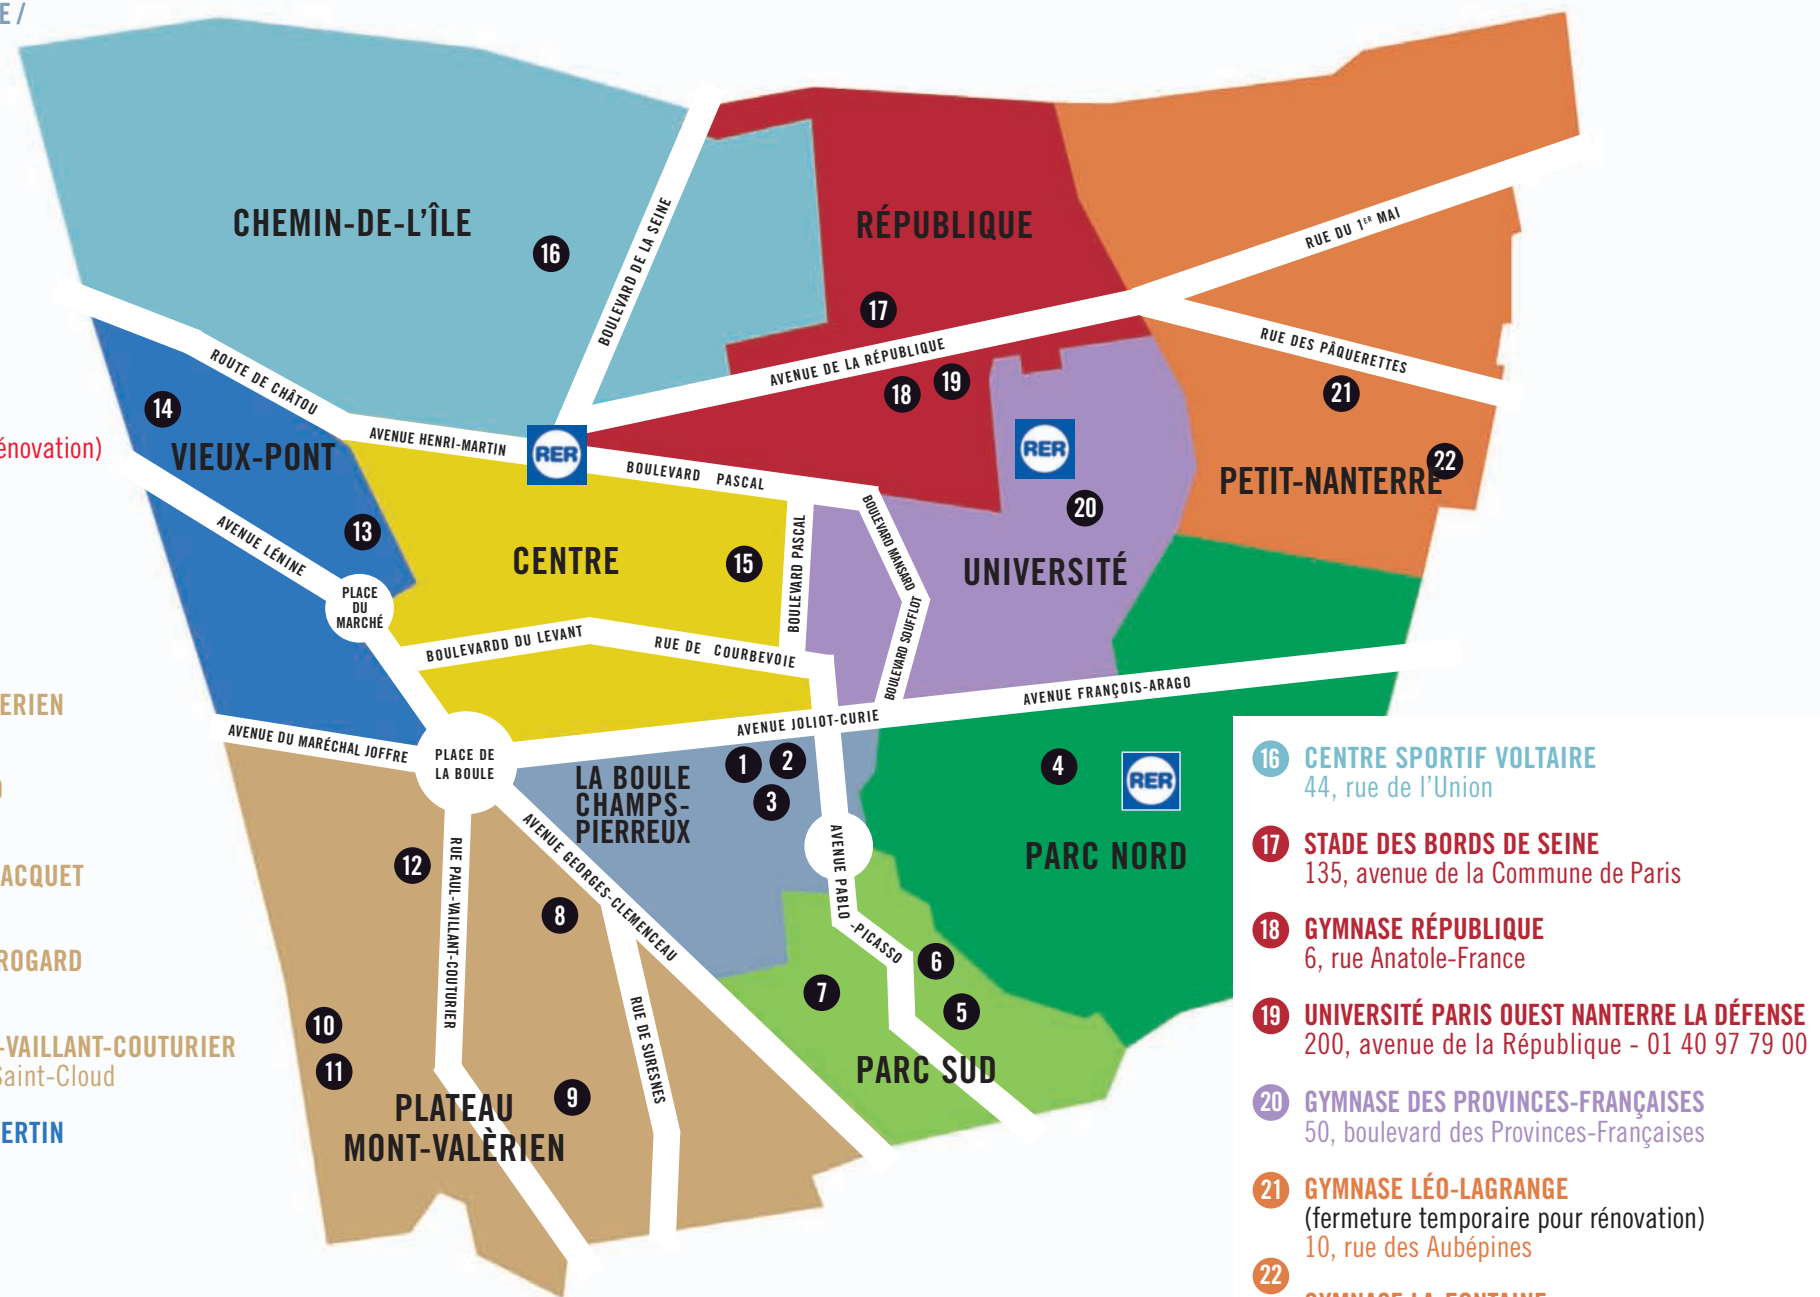 E /
énovation)
ERIEN
ACQUET
ROGARD
-VAILLANT-COUTURIER
Saint-Cloud
ERTIN
CHEMIN-DE-L'ÎLE
16
BOULEVARD DE LA SEINE
RÉPUBLIQUE
17
RUE DU 1ER MAI
AVENUE DE LA RÉPUBLIQUE
18
19
RUE DES PÂQUERETTES
21
22
PETIT-NANTERRE
ROUTE DE CHÂTOU
14
VIEUX-PONT
AVENUE HENRI-MARTIN
RER
BOULEVARD PASCAL
RER
20
UNIVERSITÉ
AVENUE LÉNINE
13
CENTRE
15
BOULEVARD PASCAL
BOULEVARD MANSARD
BOULEVARD SOUFFLOT
PLACE
DU
MARCHÉ
BOULEVARDD DU LEVANT
RUE DE COURBEVOIE
AVENUE FRANÇOIS-ARAGO
AVENUE JOLIOT-CURIE
AVENUE DU MARÉCHAL JOFFRE
PLACE DE
LA BOULE
LA BOULE
CHAMPS-
PIERREUX
1
2
3
4
RER
PARC NORD
12
RUE PAUL-VAILLANT-COUTURIER
AVENUE GEORGES-CLEMENCEAU
8
AVENUE PABLO-PICASSO
6
7
5
PARC SUD
RUE DE SURESNES
10
11
9
PLATEAU
MONT-VALÈRIEN
16 CENTRE SPORTIF VOLTAIRE
44, rue de l'Union
17 STADE DES BORDS DE SEINE
135, avenue de la Commune de Paris
18 GYMNASE RÉPUBLIQUE
6, rue Anatole-France
19 UNIVERSITÉ PARIS OUEST NANTERRE LA DÉFENSE
200, avenue de la République - 01 40 97 79 00
20 GYMNASE DES PROVINCES-FRANÇAISES
50, boulevard des Provinces-Françaises
21 GYMNASE LÉO-LAGRANGE
(fermeture temporaire pour rénovation)
10, rue des Aubépines
22
GYMNASE LA-FONTAINE